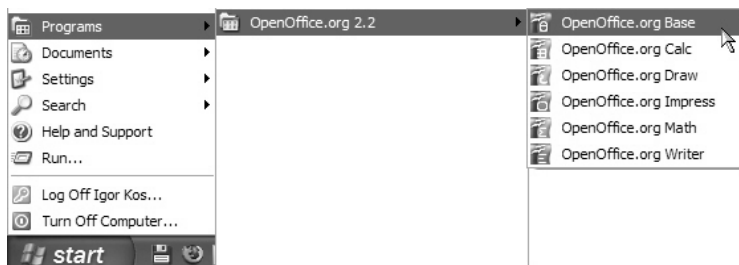 Programs
Documents
Settings
Search
Help and Support
Run...
Log Off Igor Kos...
Turn Off Computer...
start
OpenOffice.org 2.2
OpenOffice.org Base
OpenOffice.org Calc
OpenOffice.org Draw
OpenOffice.org Impress
OpenOffice.org Math
OpenOffice.org Writer